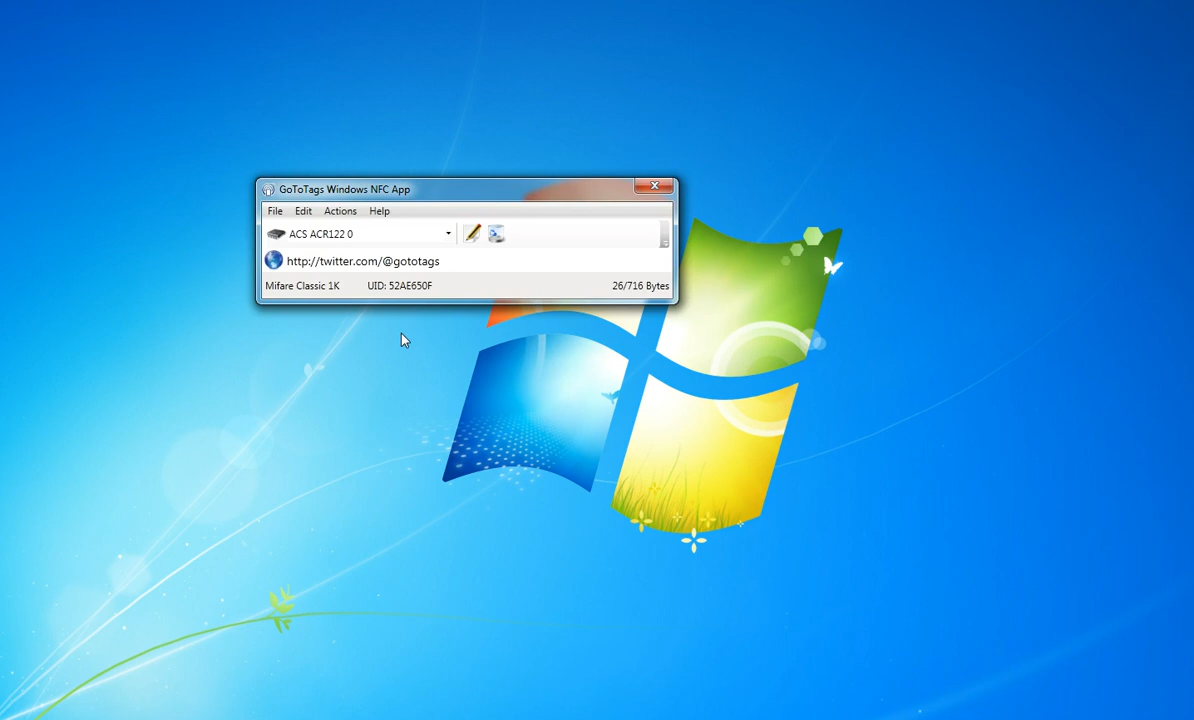 GoToTags Windows NFC App
File Edit Actions Help
ACS ACR122 0
http://twitter.com/@gototags
Mifare Classic 1K UID: 52AE650F 26/716 Bytes